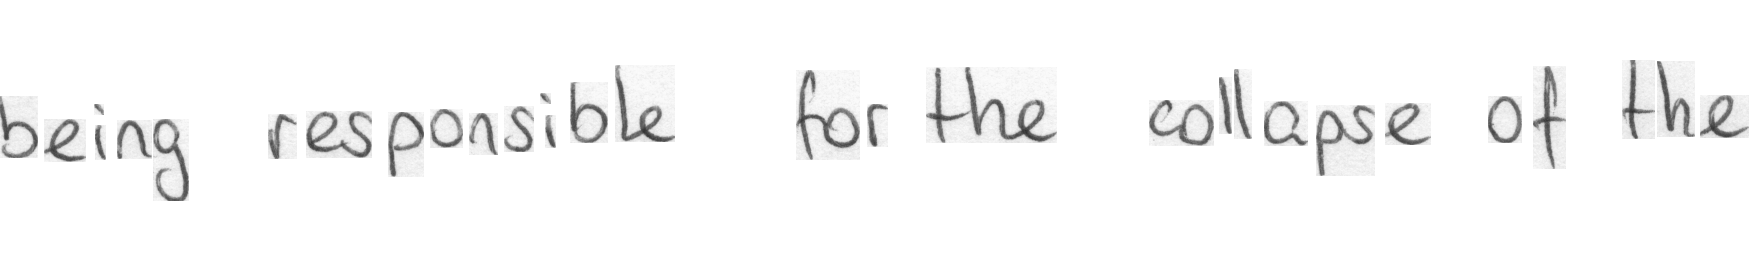 being responsible for the collapse of the